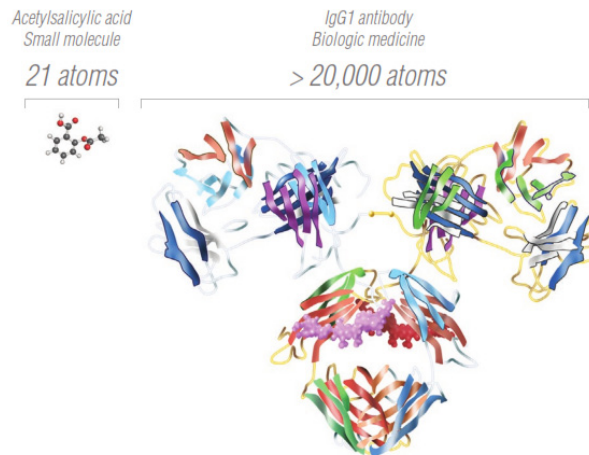 Acetylsalicylic acid
Small molecule
21 atoms
IgG1 antibody
Biologic medicine
> 20,000 atoms